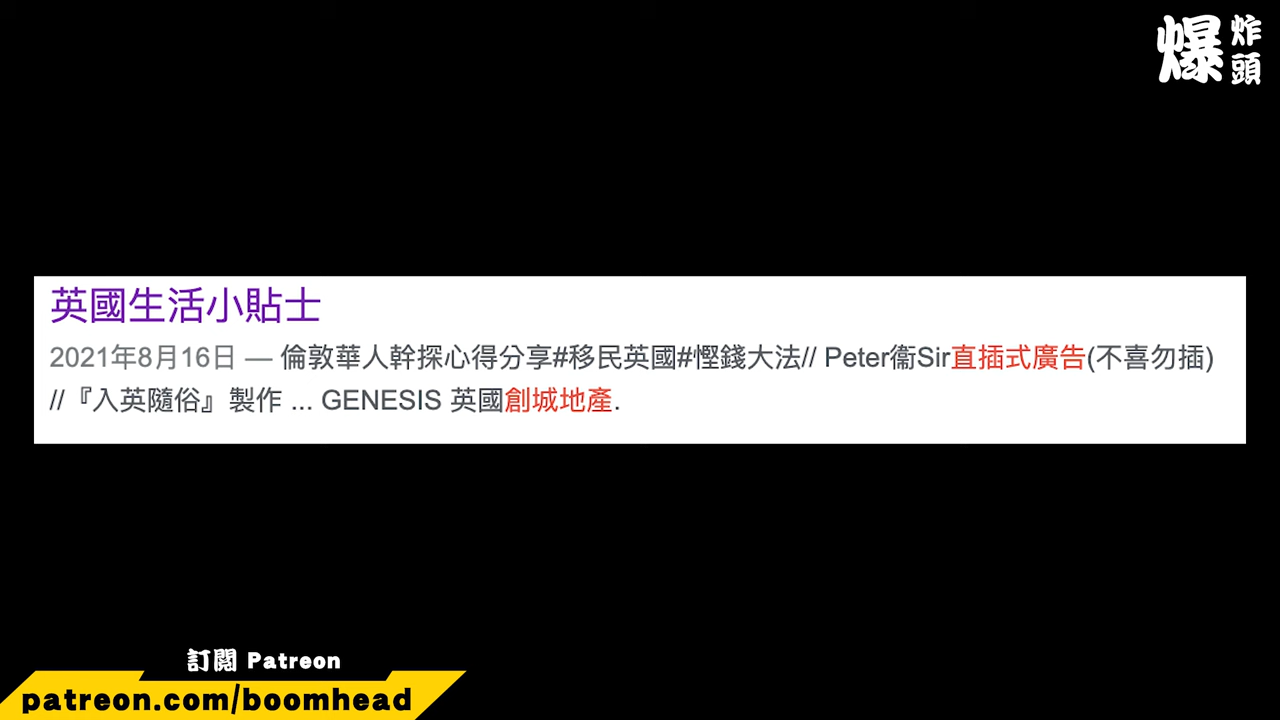 爆炸頭
英國生活小貼士
2021年8月16日 — 倫敦華人幹探心得分享#移民英國#慳錢大法// Peter衞Sir直插式廣告(不喜勿插)
//『入英隨俗』製作 ... GENESIS 英國創城地產.
訂閱 Patreon
patreon.com/boomhead